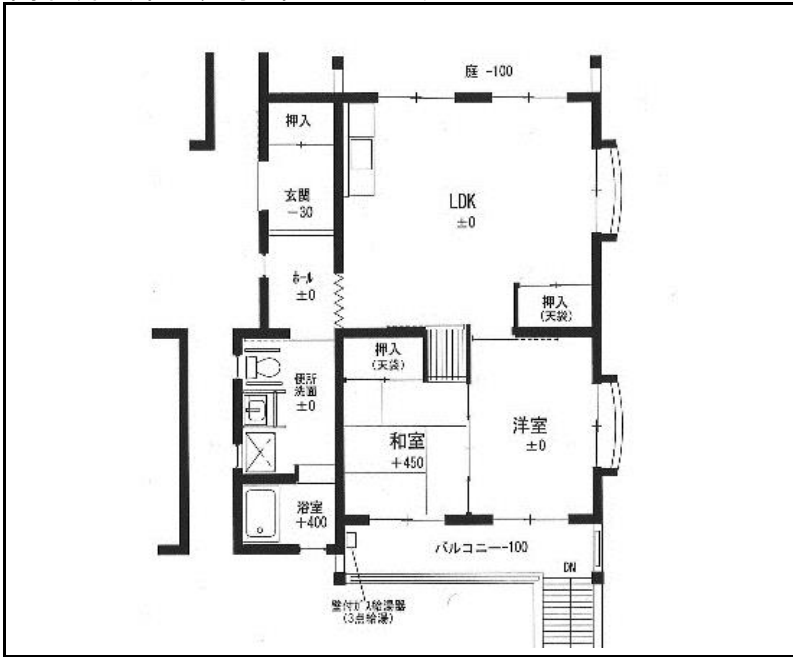 庭 -100
押入
玄関
-30
LDK
±0
ホール
±0
押入
(天袋)
押入
(天袋)
便所
洗面
±0
和室
+450
洋室
±0
浴室
+400
バルコニー-100
DN
壁付ガス給湯器
(3点給湯)